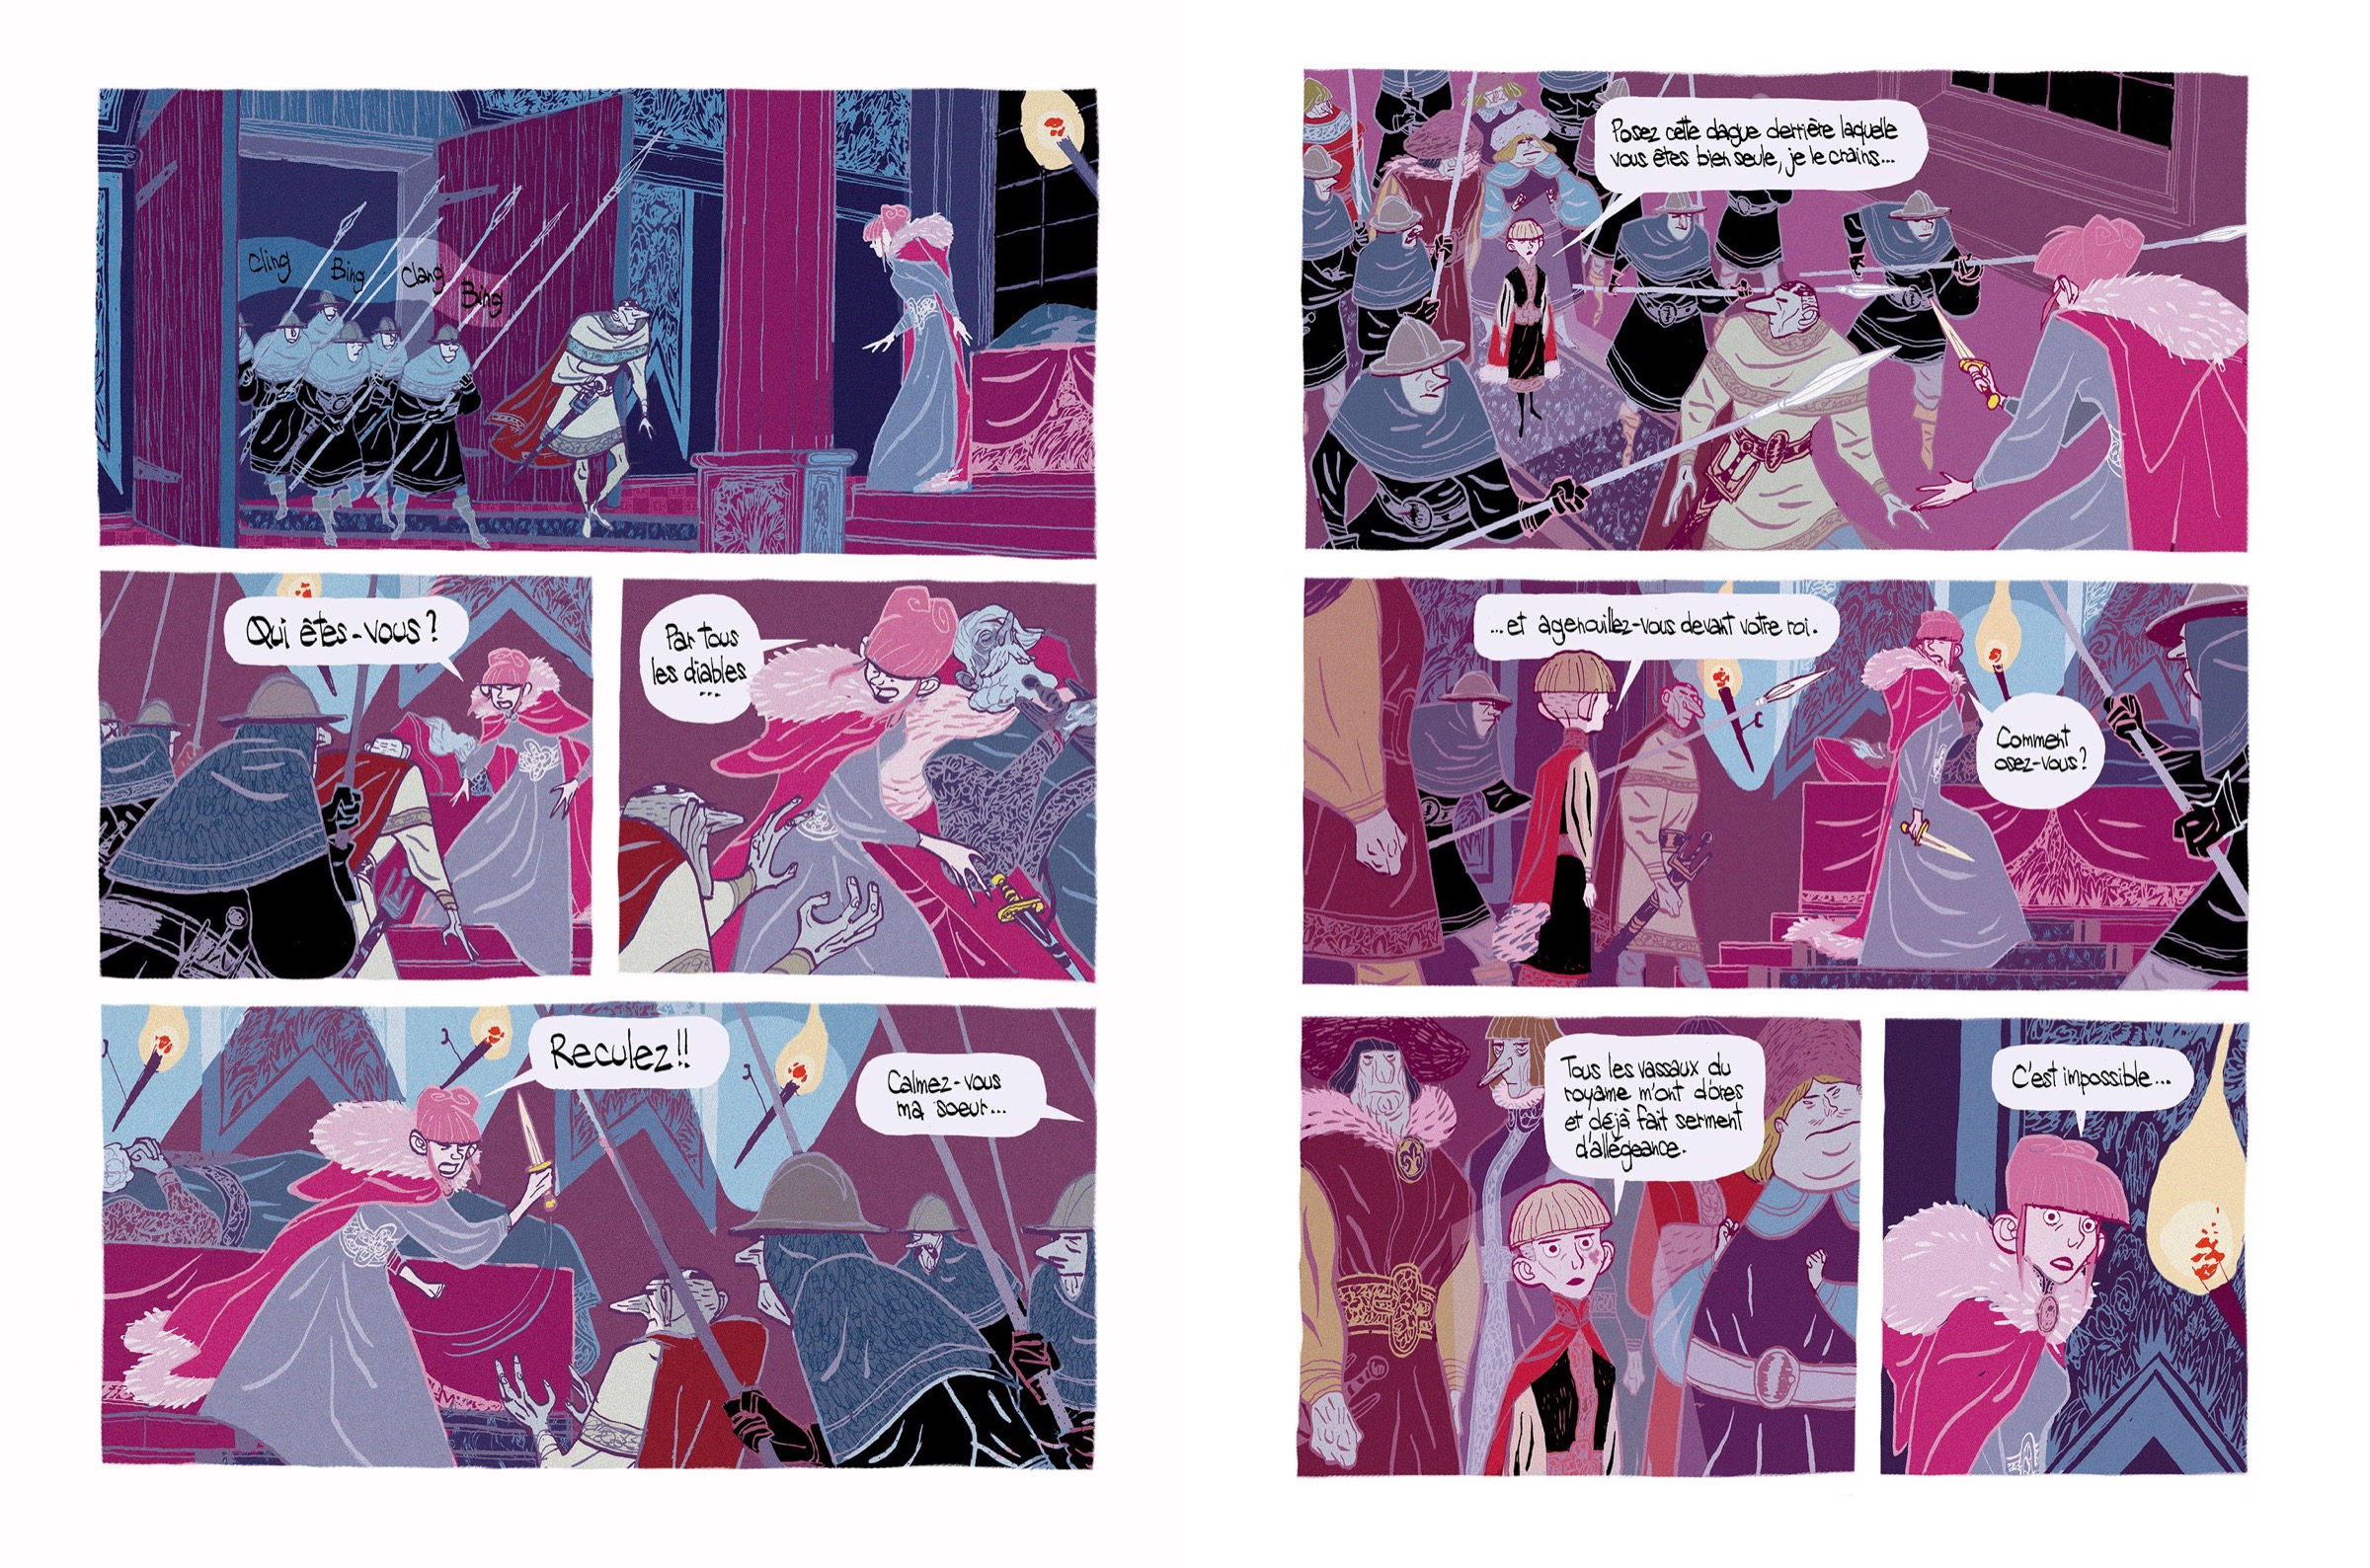 Cling
Bing
Clang
Bing
Qui êtes-vous ?
Par tous
les diables
...
Reculez !!
Calmez-vous
ma soeur...
Posez cette dague derrière laquelle
vous êtes bien seule, je le crains...
...et agenouillez-vous devant votre roi.
Comment
osez-vous ?
Tous les vassaux du
royame m'ont d'ores
et déjà fait serment
d'allégeance.
C'est impossible...